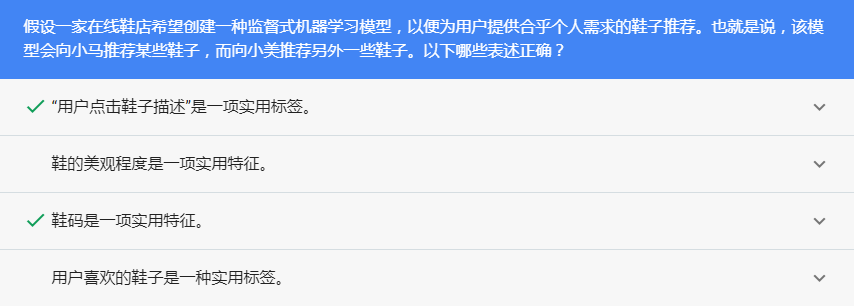 假设一家在线鞋店希望创建一种监督式机器学习模型，以便为用户提供合乎个人需求的鞋子推荐。也就是说，该模
型会向小马推荐某些鞋子，而向小美推荐另外一些鞋子。以下哪些表述正确？
“用户点击鞋子描述”是一项实用标签。
鞋的美观程度是一项实用特征。
鞋码是一项实用特征。
用户喜欢的鞋子是一种实用标签。